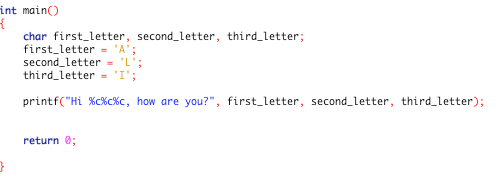 int main()
{
    char first_letter, second_letter, third_letter;
    first_letter = 'A';
    second_letter = 'L';
    third_letter = 'I';
    printf("Hi %c%c%c, how are you?", first_letter, second_letter, third_letter);
    return 0;
}